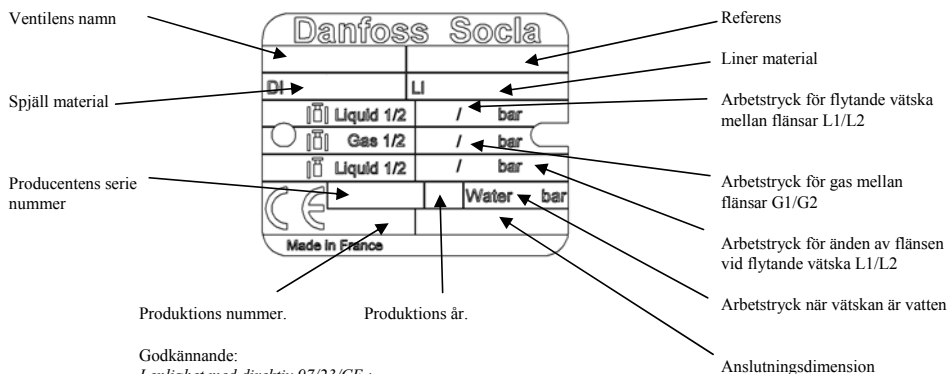 Ventilens namn
Spjäll material
Producentens serie
nummer
Danfoss Socla
DI
LI
Liquid 1/2 / bar
Gas 1/2 / bar
Liquid 1/2 / bar
CE
Water bar
Made in France
Referens
Liner material
Arbetstryck för flytande vätska
mellan flänsar L1/L2
Arbetstryck för gas mellan
flänsar G1/G2
Arbetstryck för änden av flänsen
vid flytande vätska L1/L2
Arbetstryck när vätskan är vatten
Anslutningsdimension
Produktions nummer.
Produktions år.
Godkännande: